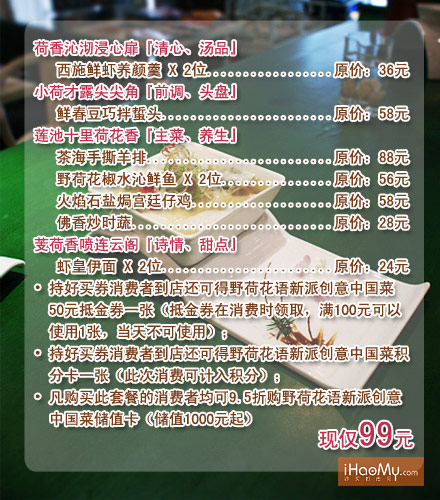 荷香沁沏浸心扉『清心、汤品』
西施鲜虾养颜羹 X 2位......................原价：36元
小荷才露尖尖角『前调、头盘』
鲜春豆巧拌蜇头..........................原价：58元
莲池十里荷花香『主菜、养生』
茶海手撕羊排............................原价：88元
野荷花椒水沁鲜鱼 X 2位..................原价：56元
火焰石盐焗宫廷仔鸡......................原价：58元
佛香炒时蔬..............................原价：28元
芰荷香喷连云阁『诗情、甜点』
虾皇伊面 X 2位..........................原价：24元
• 持好买券消费者到店还可得野荷花语新派创意中国菜
50元抵金券一张（抵金券在消费时领取，满100元可以
使用1张，当天不可使用）；
• 持好买券消费者到店还可得野荷花语新派创意中国菜积
分卡一张（此次消费可计入积分）；
• 凡购买此套餐的消费者均可9.5折购野荷花语新派创意
中国菜储值卡（储值1000元起）
现仅99元
iHaoMy.com